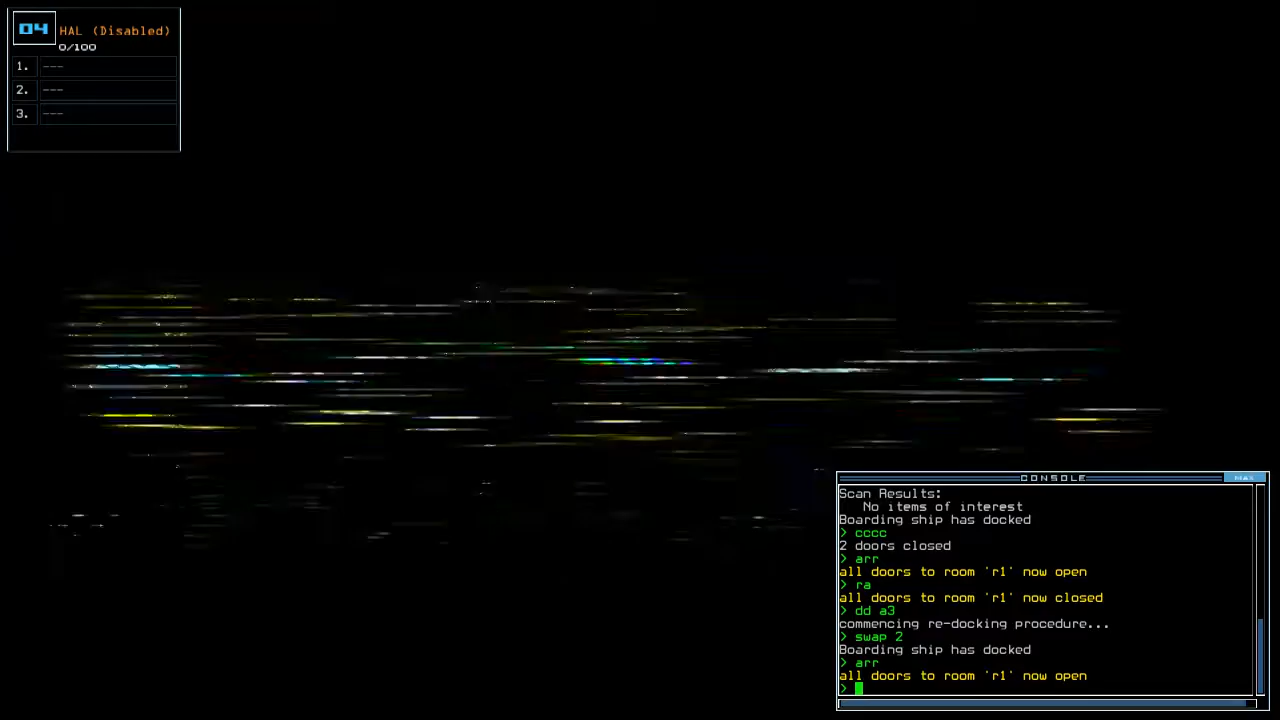 04 HAL (Disabled)
0/100
1. ---
2. ---
3. ---
CONSOLE
MAX
Scan Results:
No items of interest
Boarding ship has docked
> cccc
2 doors closed
> arr
all doors to room 'r1' now open
> ra
all doors to room 'r1' now closed
> dd a3
commencing re-docking procedure...
> swap 2
Boarding ship has docked
> arr
all doors to room 'r1' now open
>